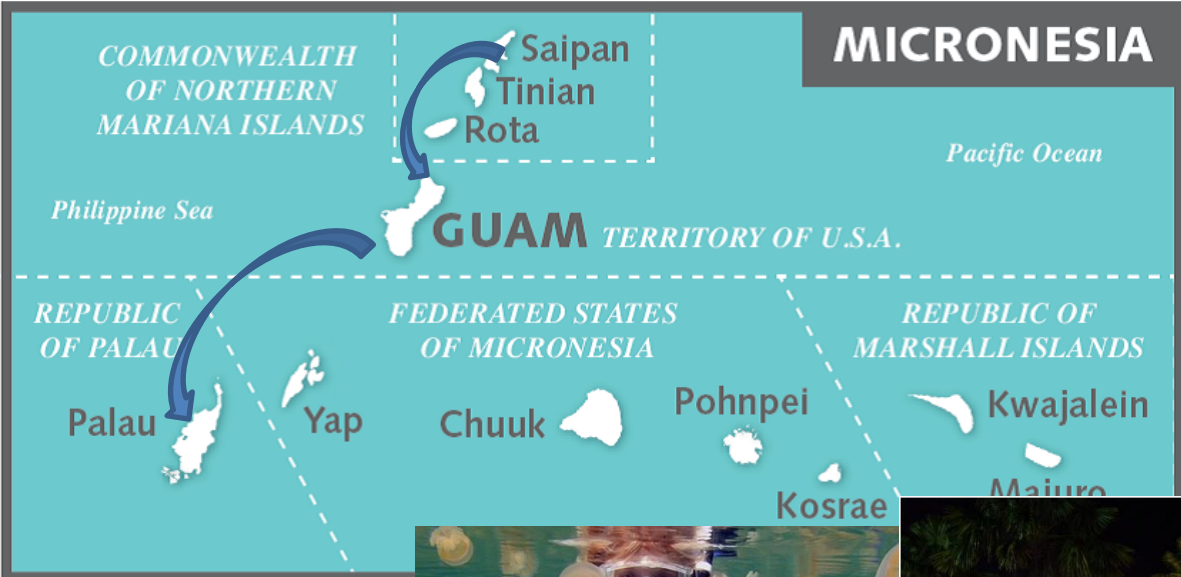 MICRONESIA
COMMONWEALTH
OF NORTHERN
MARIANA ISLANDS
Saipan
Tinian
Rota
Pacific Ocean
Philippine Sea
GUAM TERRITORY OF U.S.A.
REPUBLIC
OF PALAU
FEDERATED STATES
OF MICRONESIA
REPUBLIC OF
MARSHALL ISLANDS
Palau
Yap
Chuuk
Pohnpei
Kosrae
Kwajalein
Majuro